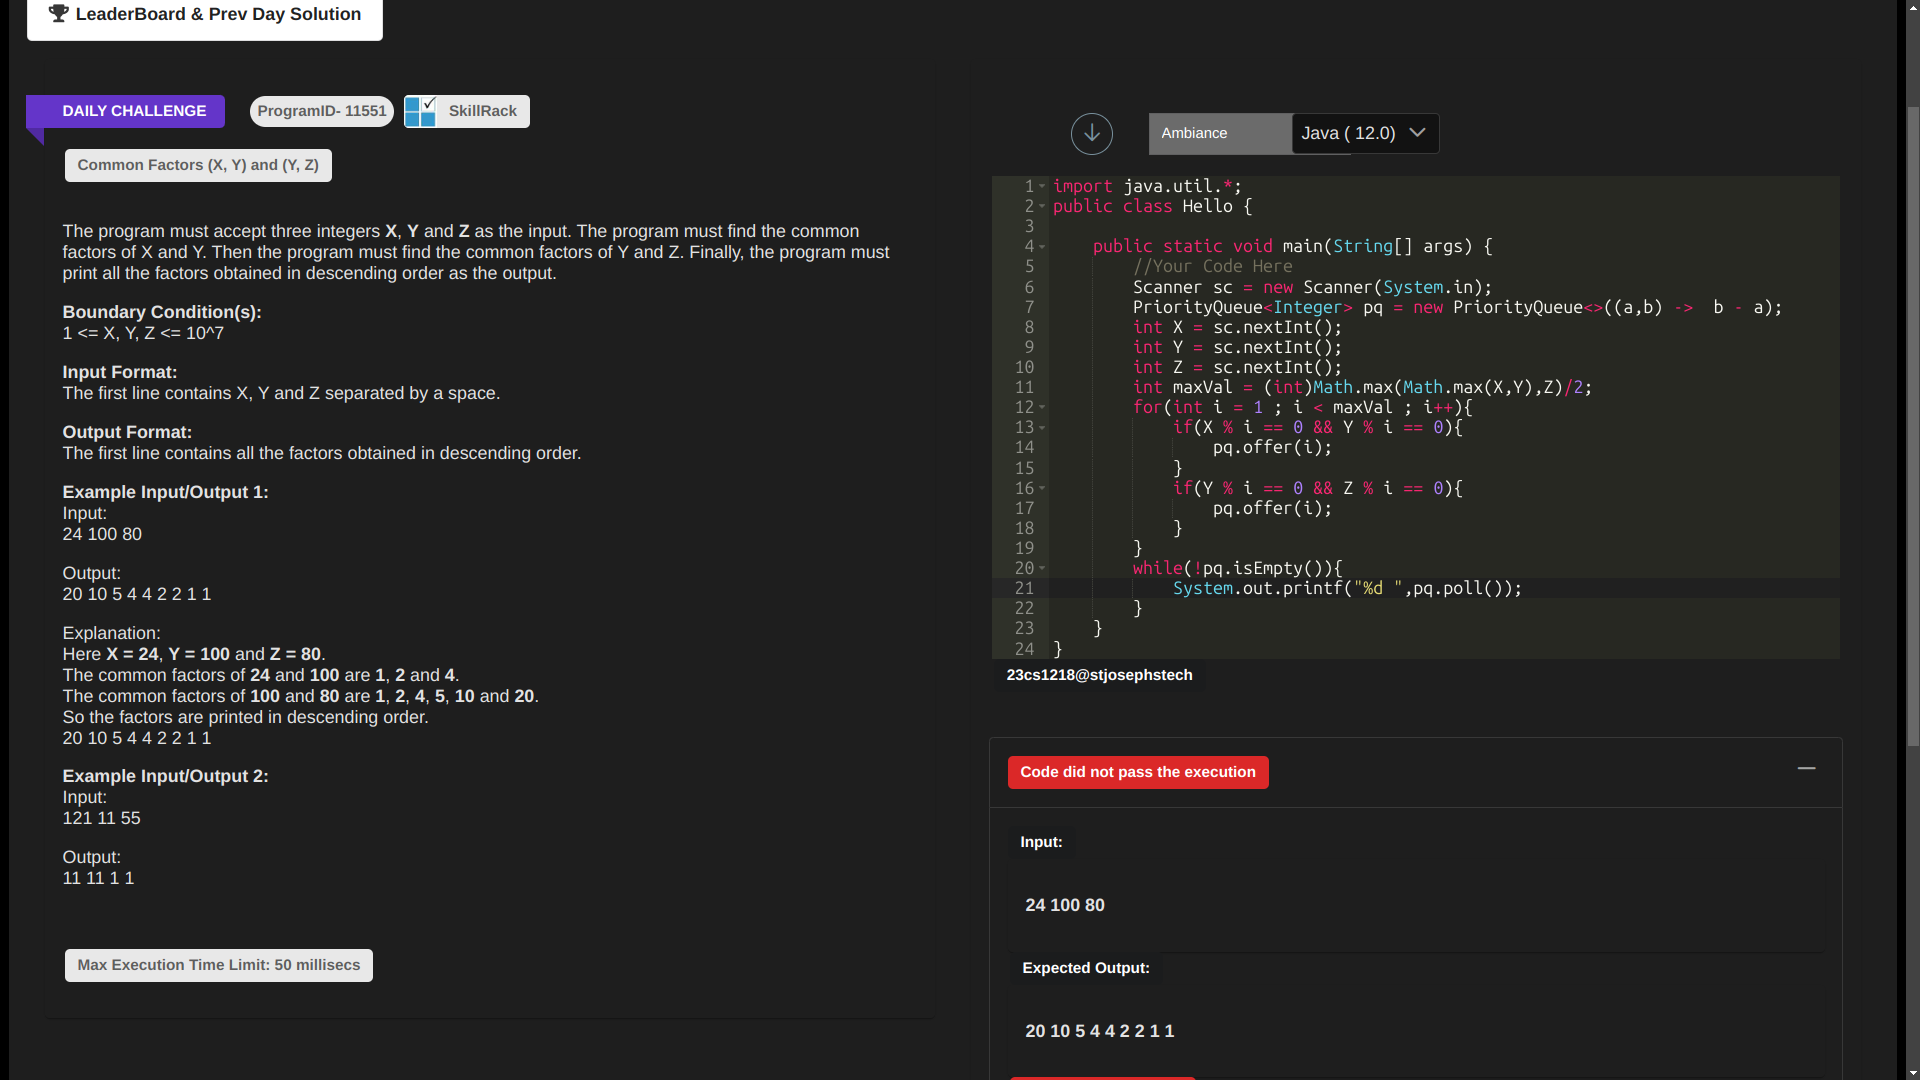 LeaderBoard & Prev Day Solution
DAILY CHALLENGE
ProgramID- 11551
SkillRack
Common Factors (X, Y) and (Y, Z)
The program must accept three integers X, Y and Z as the input. The program must find the common
factors of X and Y. Then the program must find the common factors of Y and Z. Finally, the program must
print all the factors obtained in descending order as the output.
Boundary Condition(s):
1 <= X, Y, Z <= 10^7
Input Format:
The first line contains X, Y and Z separated by a space.
Output Format:
The first line contains all the factors obtained in descending order.
Example Input/Output 1:
Input:
24 100 80
Output:
20 10 5 4 4 2 2 1 1
Explanation:
Here X = 24, Y = 100 and Z = 80.
The common factors of 24 and 100 are 1, 2 and 4.
The common factors of 100 and 80 are 1, 2, 4, 5, 10 and 20.
So the factors are printed in descending order.
20 10 5 4 4 2 2 1 1
Example Input/Output 2:
Input:
121 11 55
Output:
11 11 1 1
Max Execution Time Limit: 50 millisecs
Ambiance
Java ( 12.0)
1 import java.util.*;
2 public class Hello {
3
4     public static void main(String[] args) {
5         //Your Code Here
6         Scanner sc = new Scanner(System.in);
7         PriorityQueue<Integer> pq = new PriorityQueue<>((a,b) ->  b - a);
8         int X = sc.nextInt();
9         int Y = sc.nextInt();
10         int Z = sc.nextInt();
11         int maxVal = (int)Math.max(Math.max(X,Y),Z)/2;
12         for(int i = 1 ; i < maxVal ; i++){
13             if(X % i == 0 && Y % i == 0){
14                 pq.offer(i);
15             }
16             if(Y % i == 0 && Z % i == 0){
17                 pq.offer(i);
18             }
19         }
20         while(!pq.isEmpty()){
21             System.out.printf("%d ",pq.poll());
22         }
23     }
24 }
23cs1218@stjosephstech
Code did not pass the execution
Input:
24 100 80
Expected Output:
20 10 5 4 4 2 2 1 1